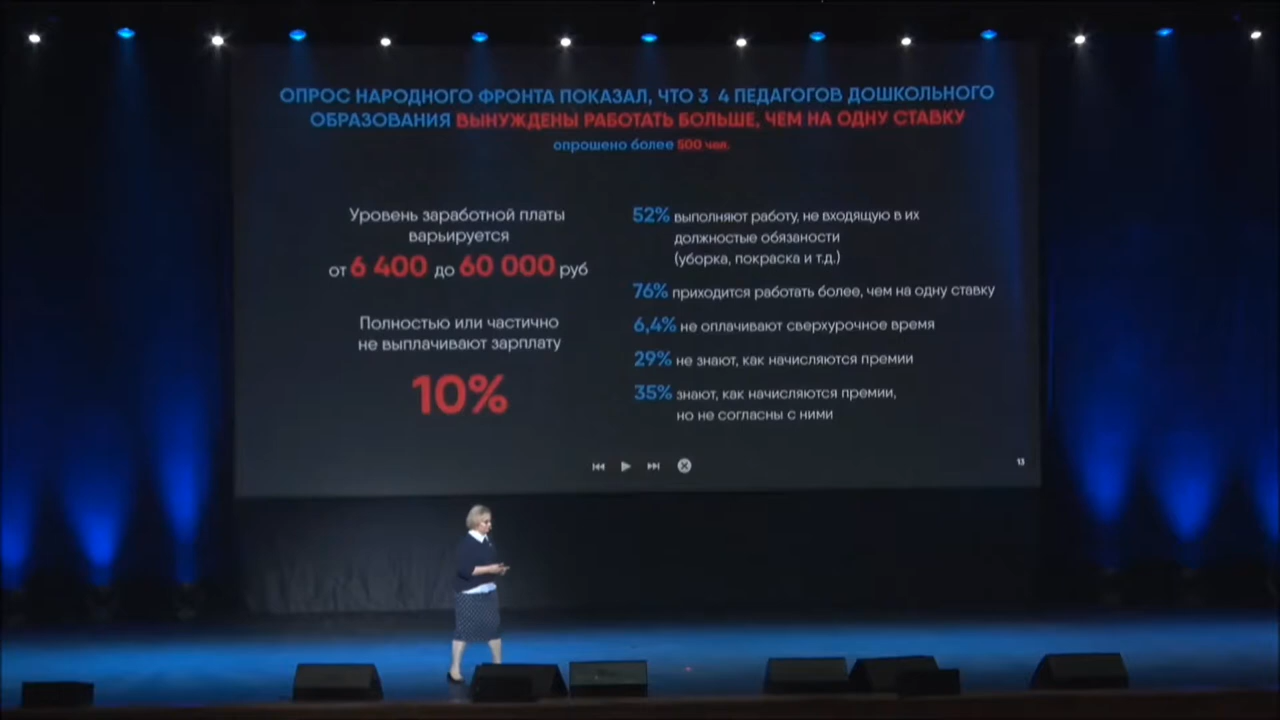 ОПРОС НАРОДНОГО ФРОНТА ПОКАЗАЛ, ЧТО 3 4 ПЕДАГОГОВ ДОШКОЛЬНОГО
ОБРАЗОВАНИЯ ВЫНУЖДЕНЫ РАБОТАТЬ БОЛЬШЕ, ЧЕМ НА ОДНУ СТАВКУ
опрошено более 500 чел.
Уровень заработной платы
варьируется
от 6 400 до 60 000 руб
Полностью или частично
не выплачивают зарплату
10%
52% выполняют работу, не входящую в их
должностые обязаности
(уборка, покраска и т.д.)
76% приходится работать более, чем на одну ставку
6,4% не оплачивают сверхурочное время
29% не знают, как начисляются премии
35% знают, как начисляются премии,
но не согласны с ними
13